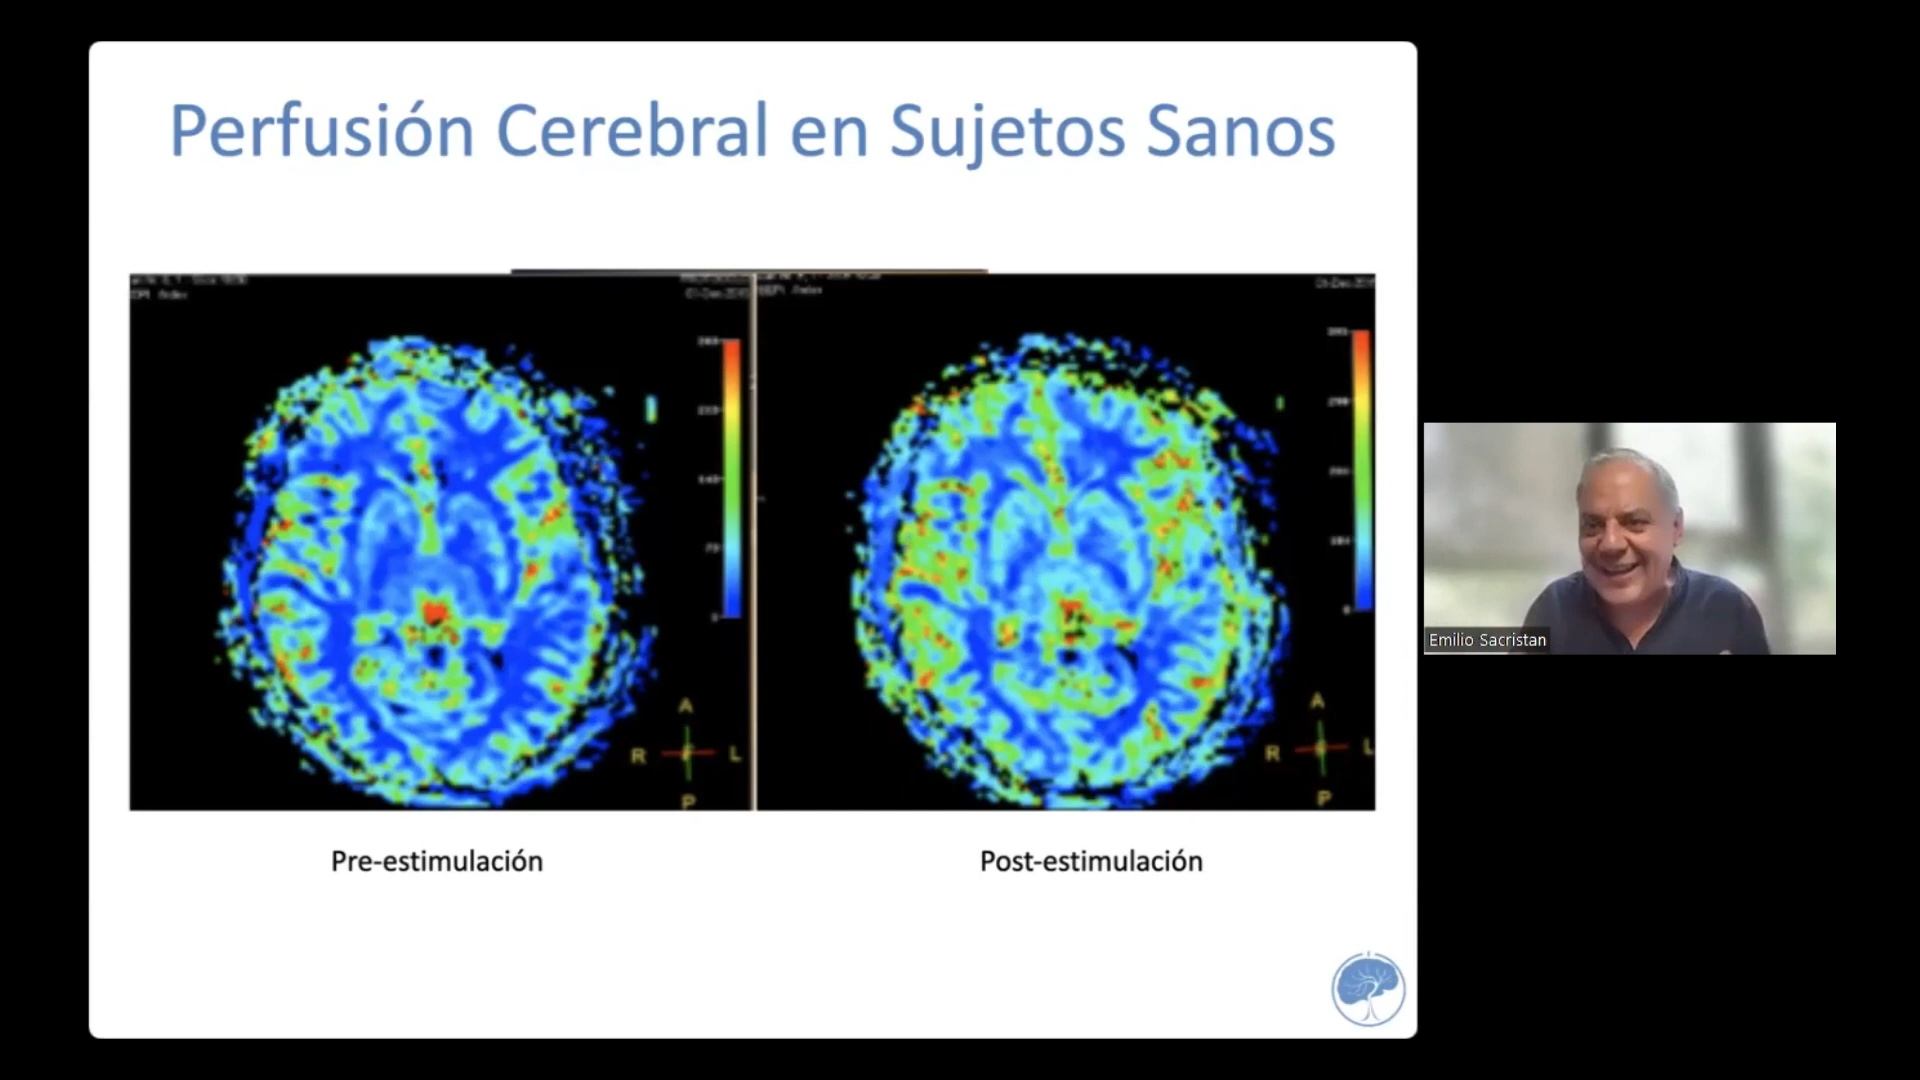 Perfusión Cerebral en Sujetos Sanos
A
R
L
P
A
R
L
P
Pre-estimulación
Post-estimulación
Emilio Sacristan